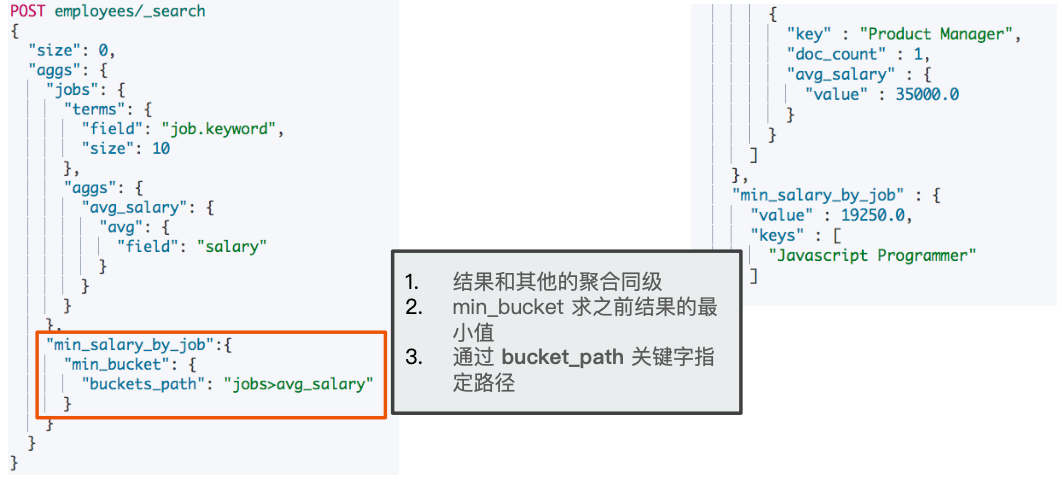 POST employees/_search
{
"size": 0,
"aggs": {
"jobs": {
"terms": {
"field": "job.keyword",
"size": 10
},
"aggs": {
"avg_salary": {
"avg": {
"field": "salary"
}
}
}
},
"min_salary_by_job":{
"min_bucket": {
"buckets_path": "jobs>avg_salary"
}
}
}
}
1. 结果和其他的聚合同级
2. min_bucket 求之前结果的最
小值
3. 通过 bucket_path 关键字指
定路径
{
"key" : "Product Manager",
"doc_count" : 1,
"avg_salary" : {
"value" : 35000.0
}
}
]
},
"min_salary_by_job" : {
"value" : 19250.0,
"keys" : [
"Javascript Programmer"
]